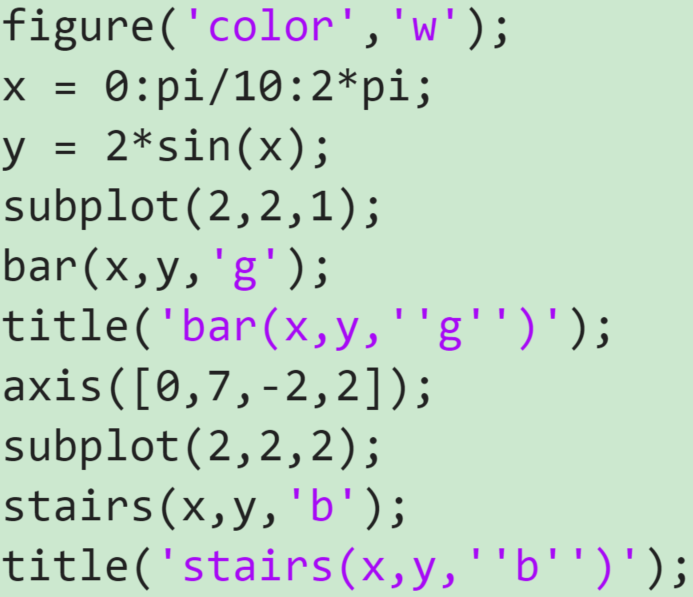 figure('color','w');
x = 0:pi/10:2*pi;
y = 2*sin(x);
subplot(2,2,1);
bar(x,y,'g');
title('bar(x,y,''g'')');
axis([0,7,-2,2]);
subplot(2,2,2);
stairs(x,y,'b');
title('stairs(x,y,''b'')');